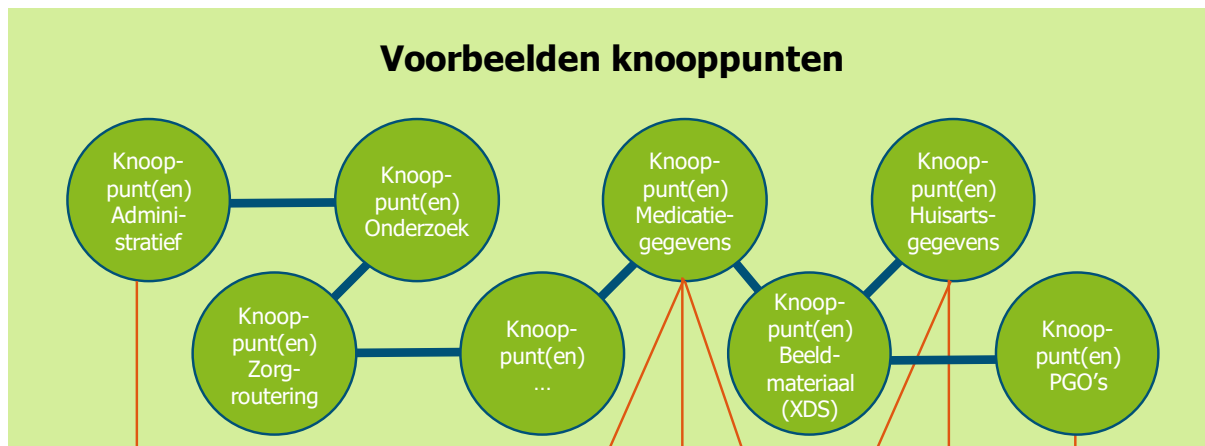 Voorbeelden knooppunten
Knoop-
punt(en)
Admini-
stratief
Knoop-
punt(en)
Onderzoek
Knoop-
punt(en)
Medicatie-
gegevens
Knoop-
punt(en)
Huisarts-
gegevens
Knoop-
punt(en)
Zorg-
routering
Knoop-
punt(en)
…
Knoop-
punt(en)
Beeld-
materiaal
(XDS)
Knoop-
punt(en)
PGO’s